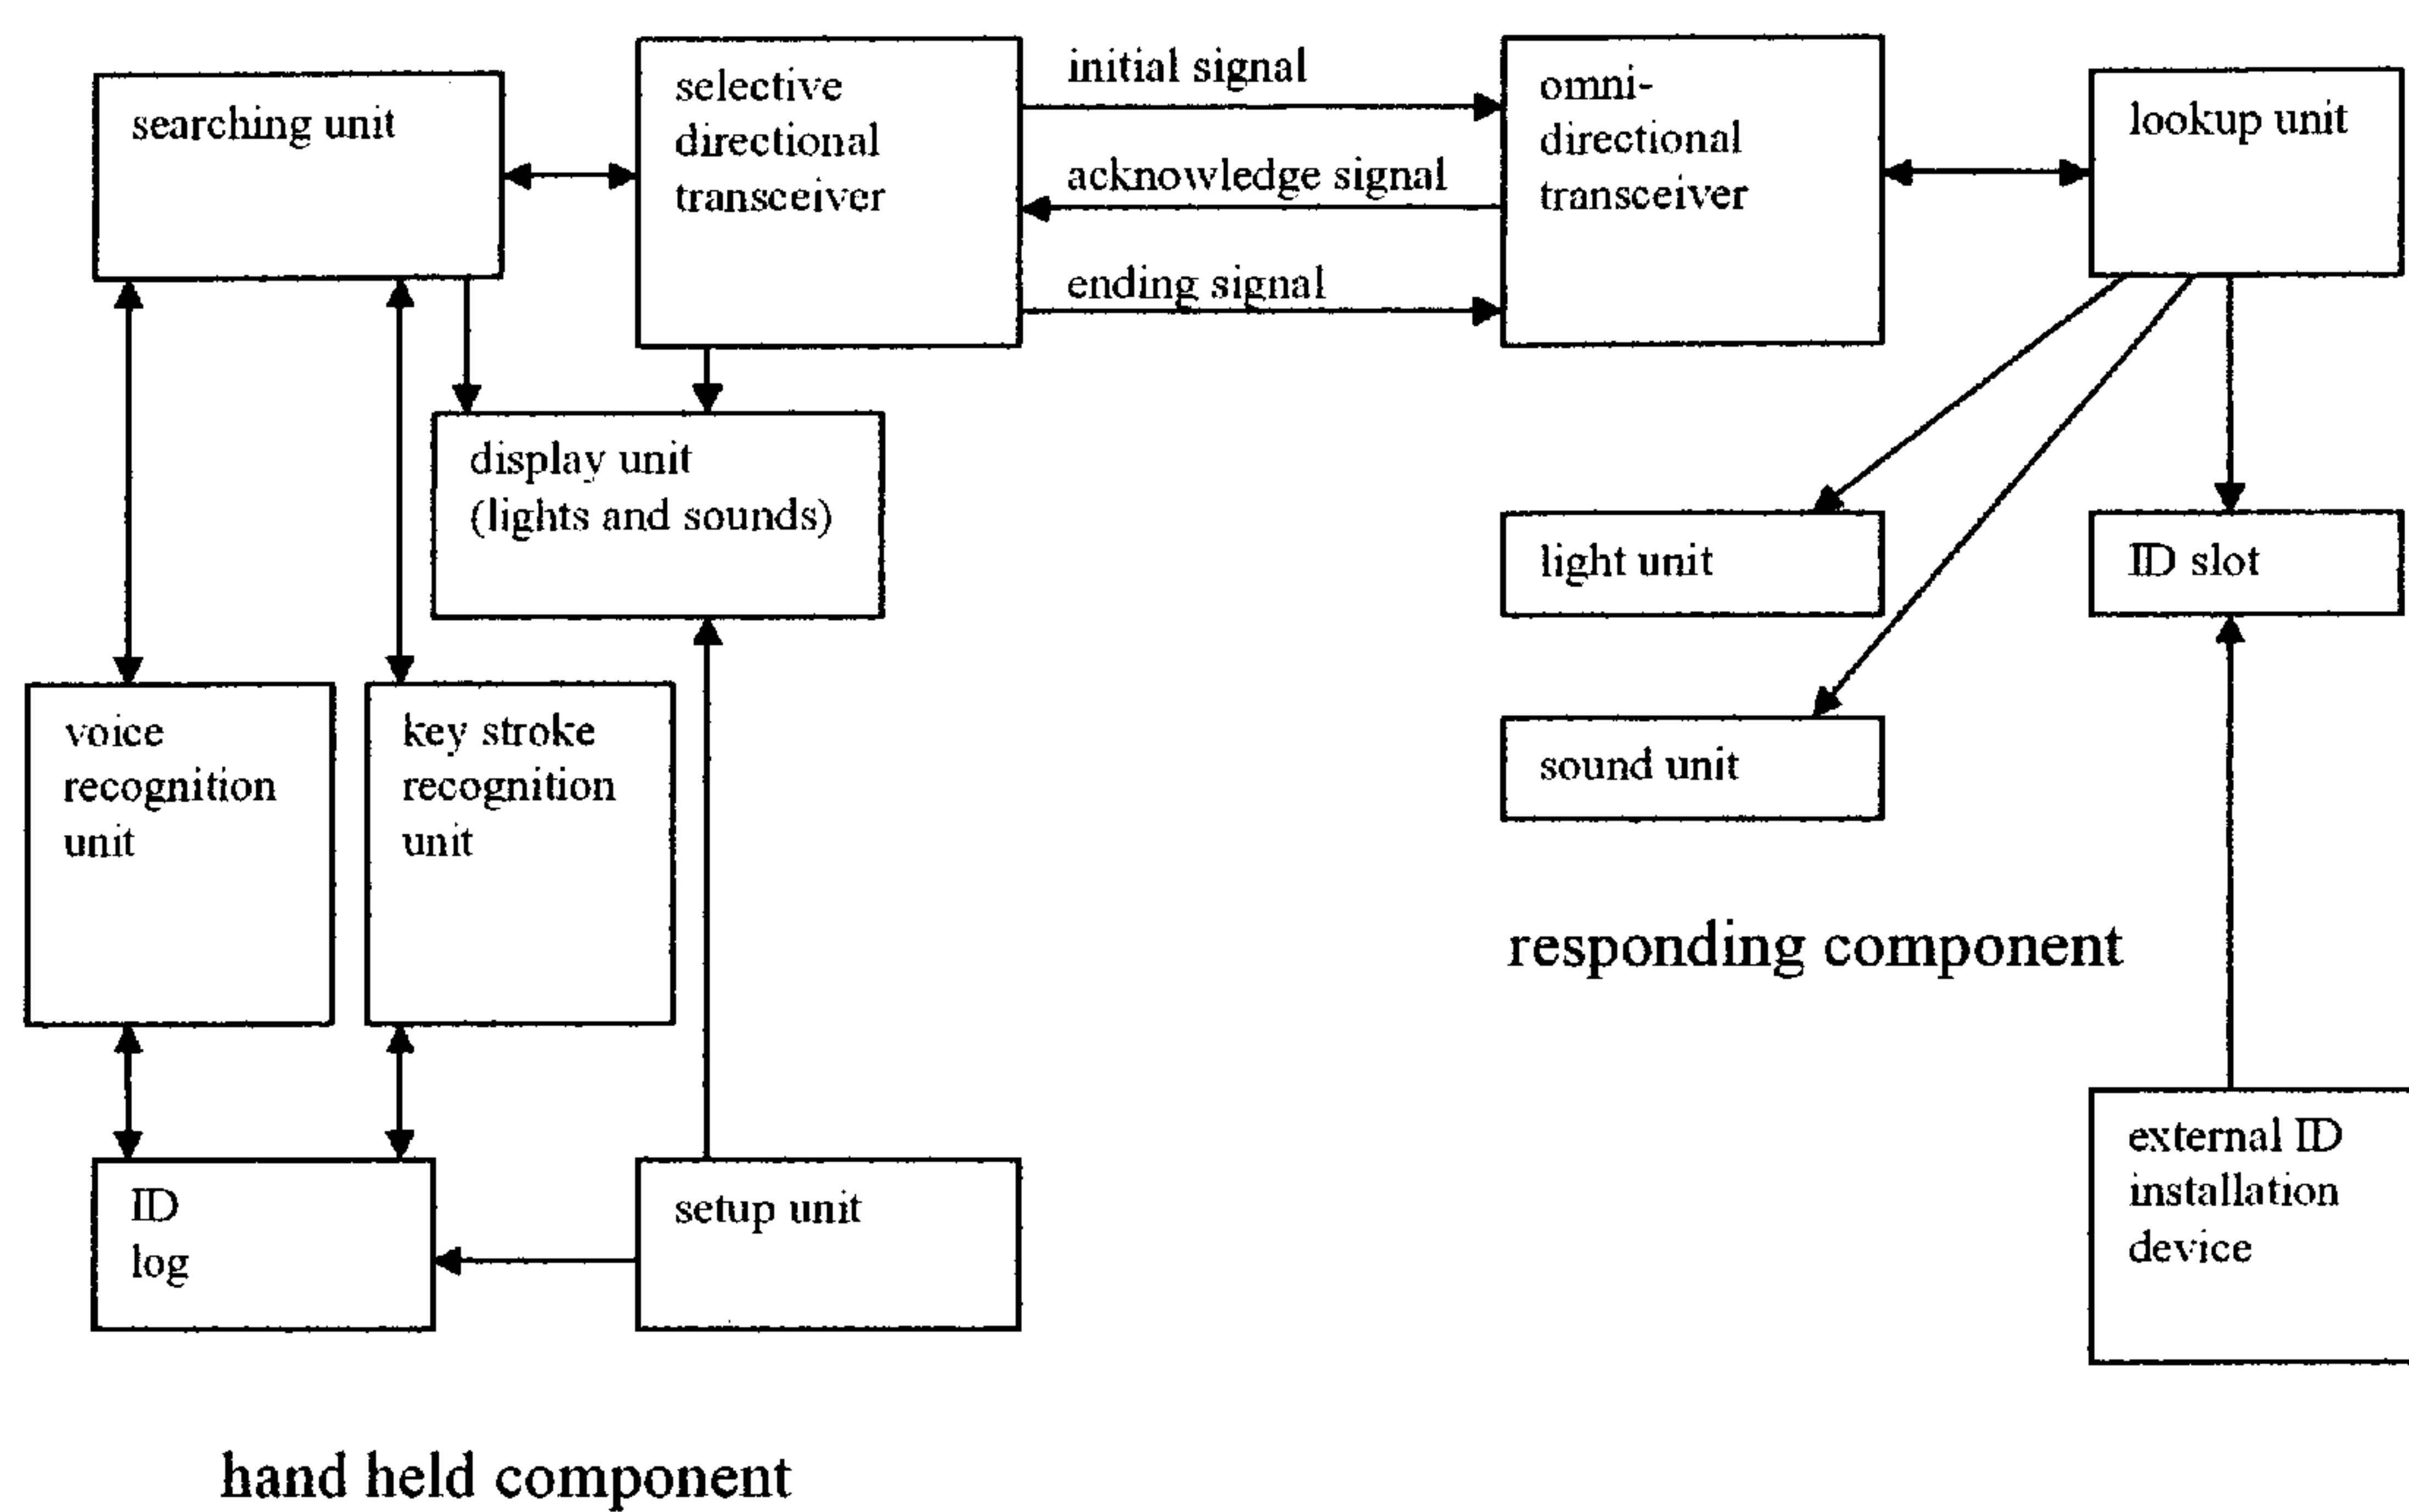 searching unit
selective
directional
transceiver
initial signal
acknowledge signal
ending signal
omni-
directional
transceiver
lookup unit
display unit
(lights and sounds)
light unit
ID slot
sound unit
voice
recognition
unit
key stroke
recognition
unit
responding component
ID
log
setup unit
external ID
installation
device
hand held component